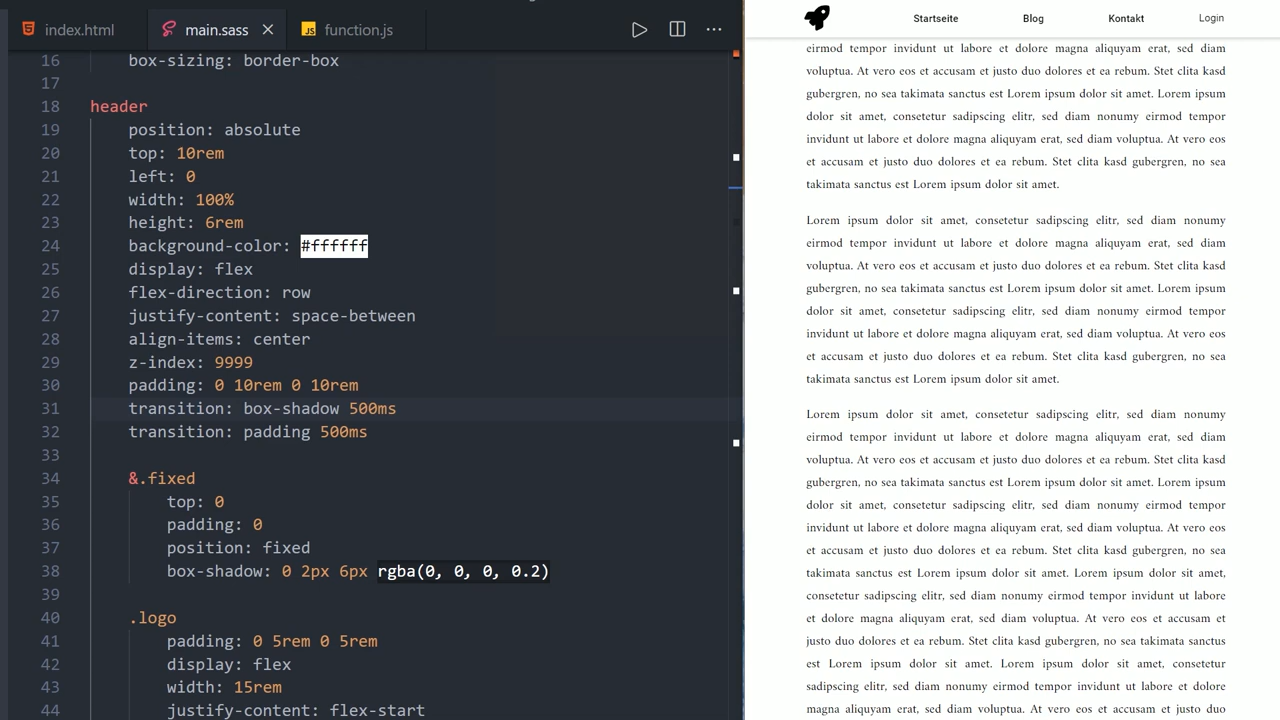 index.html
main.sass
function.js
16 box-sizing: border-box
17
18 header
19 position: absolute
20 top: 10rem
21 left: 0
22 width: 100%
23 height: 6rem
24 background-color: #ffffff
25 display: flex
26 flex-direction: row
27 justify-content: space-between
28 align-items: center
29 z-index: 9999
30 padding: 0 10rem 0 10rem
31 transition: box-shadow 500ms
32 transition: padding 500ms
33
34 &.fixed
35 top: 0
36 padding: 0
37 position: fixed
38 box-shadow: 0 2px 6px rgba(0, 0, 0, 0.2)
39
40 .logo
41 padding: 0 5rem 0 5rem
42 display: flex
43 width: 15rem
44 justify-content: flex-start
Startseite Blog Kontakt Login
eirmod tempor invidunt ut labore et dolore magna aliquyam erat, sed diam
voluptua. At vero eos et accusam et justo duo dolores et ea rebum. Stet clita kasd
gubergren, no sea takimata sanctus est Lorem ipsum dolor sit amet. Lorem ipsum
dolor sit amet, consetetur sadipscing elitr, sed diam nonumy eirmod tempor
invidunt ut labore et dolore magna aliquyam erat, sed diam voluptua. At vero eos
et accusam et justo duo dolores et ea rebum. Stet clita kasd gubergren, no sea
takimata sanctus est Lorem ipsum dolor sit amet.
Lorem ipsum dolor sit amet, consetetur sadipscing elitr, sed diam nonumy
eirmod tempor invidunt ut labore et dolore magna aliquyam erat, sed diam
voluptua. At vero eos et accusam et justo duo dolores et ea rebum. Stet clita kasd
gubergren, no sea takimata sanctus est Lorem ipsum dolor sit amet. Lorem ipsum
dolor sit amet, consetetur sadipscing elitr, sed diam nonumy eirmod tempor
invidunt ut labore et dolore magna aliquyam erat, sed diam voluptua. At vero eos
et accusam et justo duo dolores et ea rebum. Stet clita kasd gubergren, no sea
takimata sanctus est Lorem ipsum dolor sit amet.
Lorem ipsum dolor sit amet, consetetur sadipscing elitr, sed diam nonumy
eirmod tempor invidunt ut labore et dolore magna aliquyam erat, sed diam
voluptua. At vero eos et accusam et justo duo dolores et ea rebum. Stet clita kasd
gubergren, no sea takimata sanctus est Lorem ipsum dolor sit amet. Lorem ipsum
dolor sit amet, consetetur sadipscing elitr, sed diam nonumy eirmod tempor
invidunt ut labore et dolore magna aliquyam erat, sed diam voluptua. At vero eos
et accusam et justo duo dolores et ea rebum. Stet clita kasd gubergren, no sea
takimata sanctus est Lorem ipsum dolor sit amet. Lorem ipsum dolor sit amet,
consetetur sadipscing elitr, sed diam nonumy eirmod tempor invidunt ut labore
et dolore magna aliquyam erat, sed diam voluptua. At vero eos et accusam et
justo duo dolores et ea rebum. Stet clita kasd gubergren, no sea takimata sanctus
est Lorem ipsum dolor sit amet. Lorem ipsum dolor sit amet, consetetur
sadipscing elitr, sed diam nonumy eirmod tempor invidunt ut labore et dolore
magna aliquyam erat, sed diam voluptua. At vero eos et accusam et justo duo